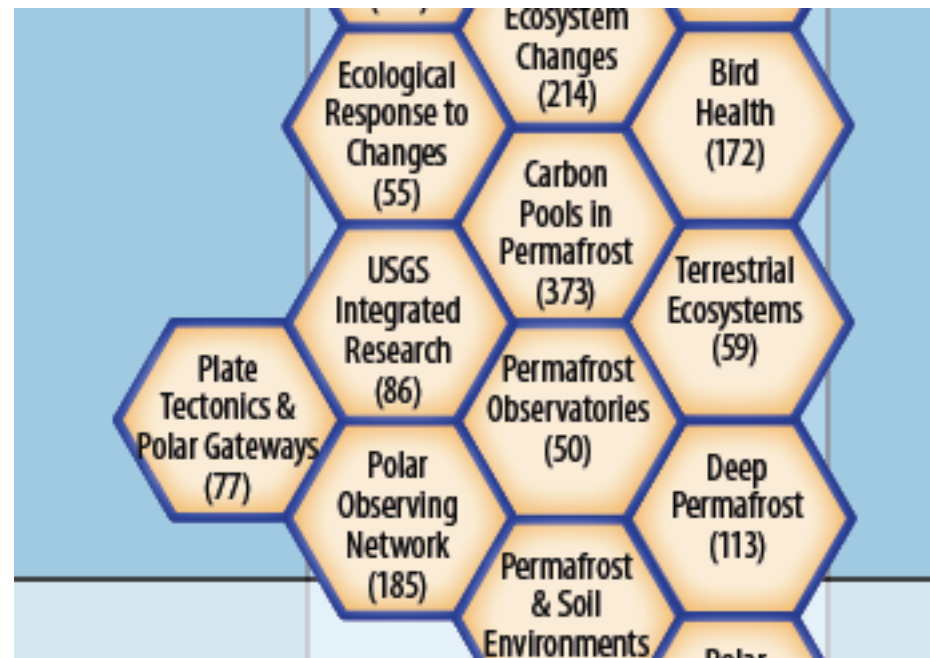 Ecosystem
Changes
(214)
Ecological
Response to
Changes
(55)
Bird
Health
(172)
Carbon
Pools in
Permafrost
(373)
USGS
Integrated
Research
(86)
Terrestrial
Ecosystems
(59)
Plate
Tectonics &
Polar Gateways
(77)
Permafrost
Observatories
(50)
Polar
Observing
Network
(185)
Deep
Permafrost
(113)
Permafrost
& Soil
Environments
Polar